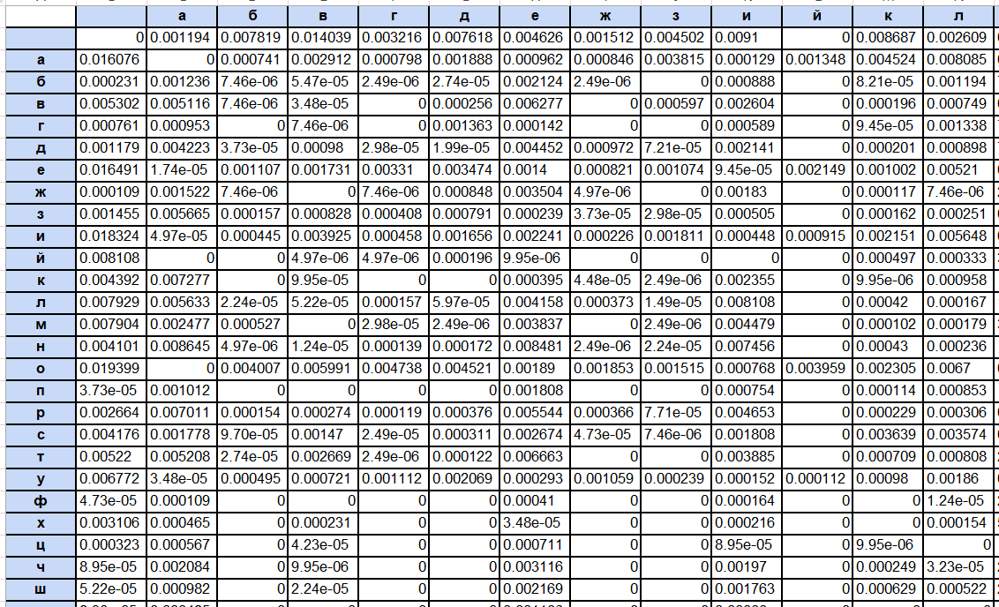 а б в г д е ж з и й к л
0 0.001194 0.007819 0.014039 0.003216 0.007618 0.004626 0.001512 0.004502 0.0091 0 0.008687 0.002609
а 0.016076 0 0.000741 0.002912 0.000798 0.001888 0.000962 0.000846 0.003815 0.000129 0.001348 0.004524 0.008085
б 0.000231 0.001236 7.46e-06 5.47e-05 2.49e-06 2.74e-05 0.002124 2.49e-06 0 0.000888 0 8.21e-05 0.001194
в 0.005302 0.005116 7.46e-06 3.48e-05 0 0.000256 0.006277 0 0.000597 0.002604 0 0.000196 0.000749
г 0.000761 0.000953 0 7.46e-06 0 0.001363 0.000142 0 0 0.000589 0 9.45e-05 0.001338
д 0.001179 0.004223 3.73e-05 0.00098 2.98e-05 1.99e-05 0.004452 0.000972 7.21e-05 0.002141 0 0.000201 0.000898
е 0.016491 1.74e-05 0.001107 0.001731 0.00331 0.003474 0.0014 0.000821 0.001074 9.45e-05 0.002149 0.001002 0.00521
ж 0.000109 0.001522 7.46e-06 0 7.46e-06 0.000848 0.003504 4.97e-06 0 0.00183 0 0.000117 7.46e-06
з 0.001455 0.005665 0.000157 0.000828 0.000408 0.000791 0.000239 3.73e-05 2.98e-05 0.000505 0 0.000162 0.000251
и 0.018324 4.97e-05 0.000445 0.003925 0.000458 0.001656 0.002241 0.000226 0.001811 0.000448 0.000915 0.002151 0.005648
й 0.008108 0 0 4.97e-06 4.97e-06 0.000196 9.95e-06 0 0 0 0 0.000497 0.000333
к 0.004392 0.007277 0 9.95e-05 0 0 0.000395 4.48e-05 2.49e-06 0.002355 0 9.95e-06 0.000958
л 0.007929 0.005633 2.24e-05 5.22e-05 0.000157 5.97e-05 0.004158 0.000373 1.49e-05 0.008108 0 0.00042 0.000167
м 0.007904 0.002477 0.000527 0 2.98e-05 2.49e-06 0.003837 0 2.49e-06 0.004479 0 0.000102 0.000179
н 0.004101 0.008645 4.97e-06 1.24e-05 0.000139 0.000172 0.008481 2.49e-06 2.24e-05 0.007456 0 0.00043 0.000236
о 0.019399 0 0.004007 0.005991 0.004738 0.004521 0.00189 0.001853 0.001515 0.000768 0.003959 0.002305 0.0067
п 3.73e-05 0.001012 0 0 0 0 0.001808 0 0 0.000754 0 0.000114 0.000853
р 0.002664 0.007011 0.000154 0.000274 0.000119 0.000376 0.005544 0.000366 7.71e-05 0.004653 0 0.000229 0.000306
с 0.004176 0.001778 9.70e-05 0.00147 2.49e-05 0.000311 0.002674 4.73e-05 7.46e-06 0.001808 0 0.003639 0.003574
т 0.00522 0.005208 2.74e-05 0.002669 2.49e-06 0.000122 0.006663 0 0 0.003885 0 0.000709 0.000808
у 0.006772 3.48e-05 0.000495 0.000721 0.001112 0.002069 0.000293 0.001059 0.000239 0.000152 0.000112 0.00098 0.00186
ф 4.73e-05 0.000109 0 0 0 0 0.00041 0 0 0.000164 0 0 1.24e-05
х 0.003106 0.000465 0 0.000231 0 0 3.48e-05 0 0 0.000216 0 0 0.000154
ц 0.000323 0.000567 0 4.23e-05 0 0 0.000711 0 0 8.95e-05 0 9.95e-06 0
ч 8.95e-05 0.002084 0 9.95e-06 0 0 0.003116 0 0 0.00197 0 0.000249 3.23e-05
ш 5.22e-05 0.000982 0 2.24e-05 0 0 0.002169 0 0 0.001763 0 0.000629 0.000522